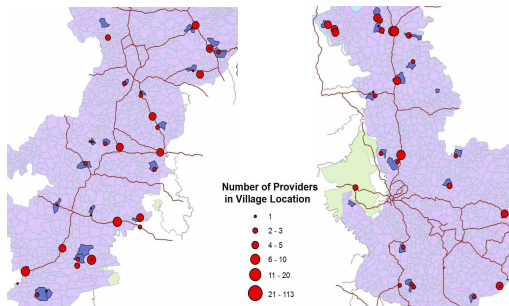 Number of Providers
in Village Location
1
2 - 3
4 - 5
6 - 10
11 - 20
21 - 113